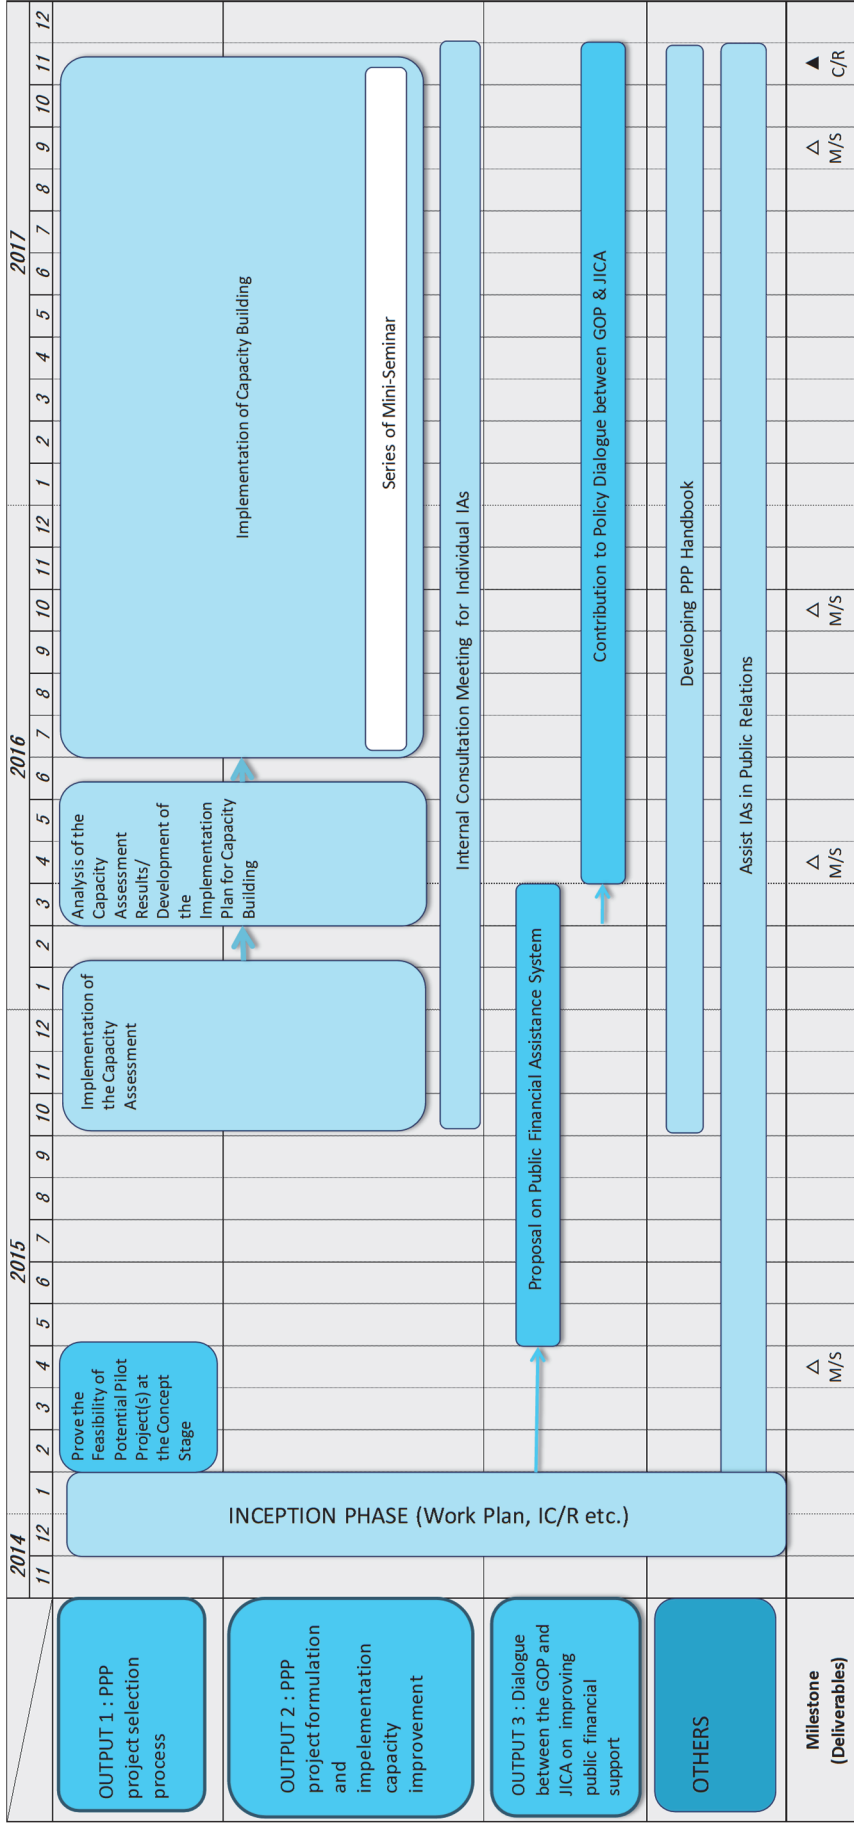 2014
2015
2016
2017
11
12
1
2
3
4
5
6
7
8
9
10
11
12
1
2
3
4
5
6
7
8
9
10
11
12
1
2
3
4
5
6
7
8
9
10
11
12
OUTPUT 1 : PPP
project selection
process
Prove the
Feasibility of
Potential Pilot
Project(s) at
the Concept
Stage
Implementation of
the Capacity
Assessment
Analysis of the
Capacity
Assessment
Results/
Development of
the
Implementation
Plan for Capacity
Building
Implementation of Capacity Building
Series of Mini-Seminar
INCEPTION PHASE (Work Plan, IC/R etc.)
OUTPUT 2 : PPP
project formulation
and
impelementation
capacity
improvement
Internal Consultation Meeting for Individual IAs
OUTPUT 3 : Dialogue
between the GOP and
JICA on improving
public financial
support
Proposal on Public Financial Assistance System
Contribution to Policy Dialogue between GOP & JICA
OTHERS
Developing PPP Handbook
Assist IAs in Public Relations
Milestone
(Deliverables)
△
M/S
△
M/S
△
M/S
△
M/S
▲
C/R